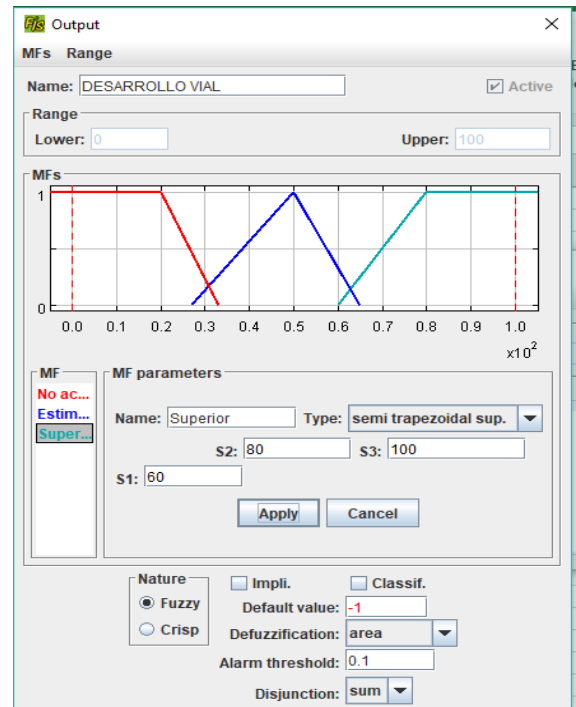 Fis Output
MFs Range
Name: DESARROLLO VIAL Active
Range
Lower: 0 Upper: 100
MFs
1
0
0.0 0.1 0.2 0.3 0.4 0.5 0.6 0.7 0.8 0.9 1.0
x10²
MF
No ac...
Estim...
Super...
MF parameters
Name: Superior Type: semi trapezoidal sup.
S2: 80 S3: 100
S1: 60
Apply Cancel
Nature
Fuzzy
Crisp
Impli. Classif.
Default value: -1
Defuzzification: area
Alarm threshold: 0.1
Disjunction: sum